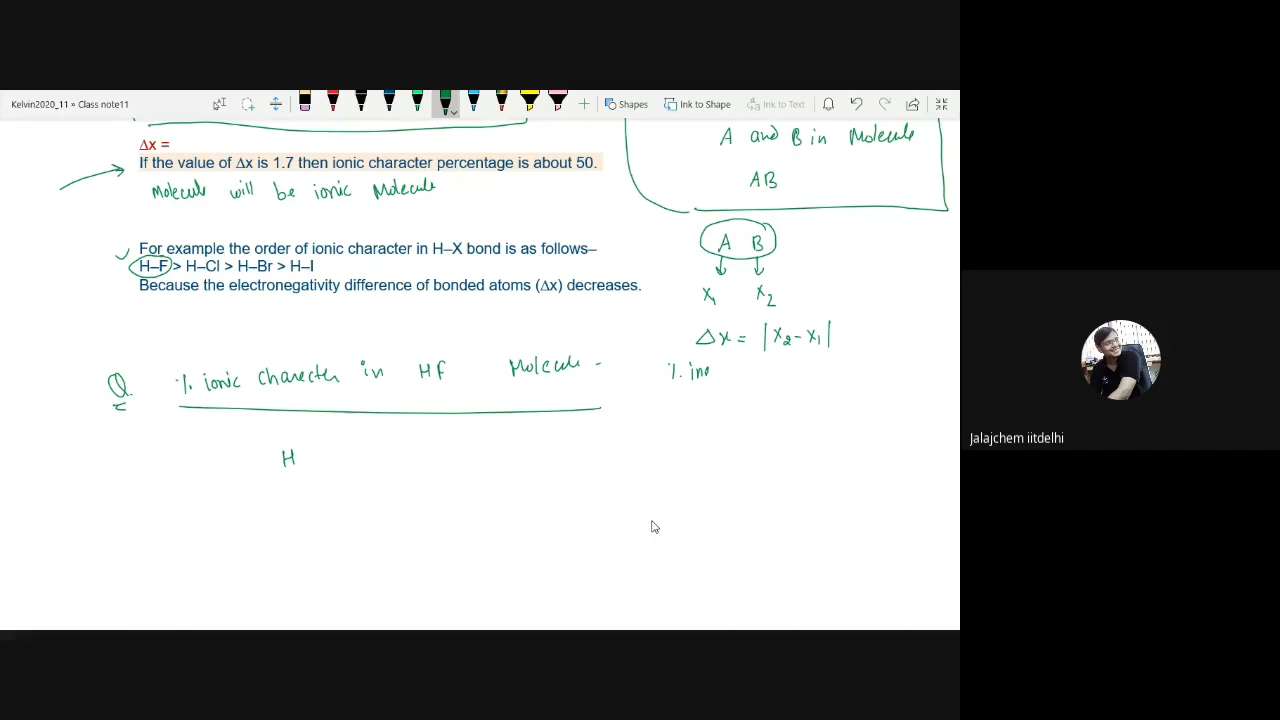 Kelvin2020_11 » Class note11
Shapes
Ink to Shape
Ink to Text
Δx =
If the value of Δx is 1.7 then ionic character percentage is about 50.
Molecule will be ionic Molecule
For example the order of ionic character in H–X bond is as follows–
H–F > H–Cl > H–Br > H–I
Because the electronegativity difference of bonded atoms (Δx) decreases.
Q. % ionic character in HF Molecule -
H
A and B in Molecule
AB
A B
x1 x2
Δx = |x2 – x1|
%
Jalajchem iitdelhi